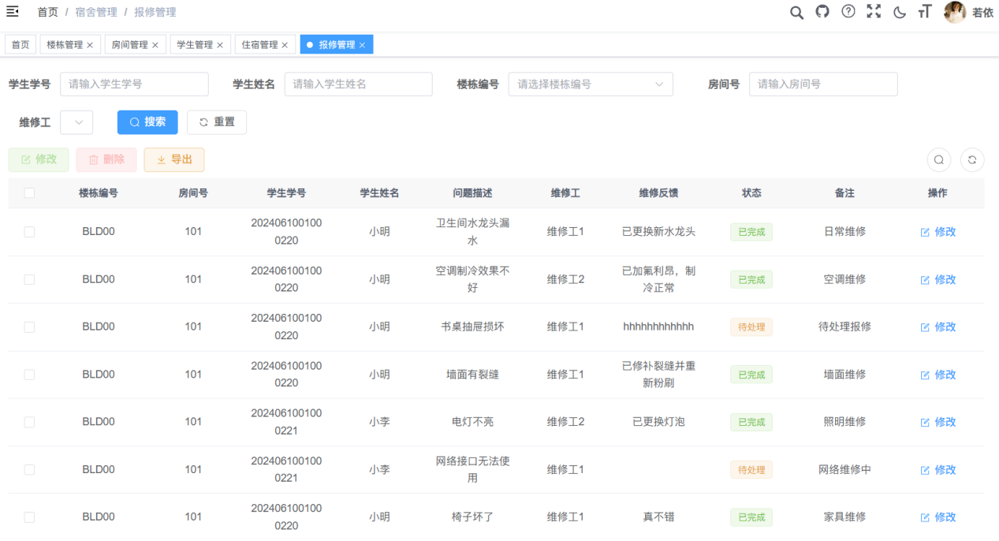 首页 / 宿舍管理 / 报修管理 若依
首页 楼栋管理 × 房间管理 × 学生管理 × 住宿管理 × 报修管理 ×
学生学号 请输入学生学号 学生姓名 请输入学生姓名 楼栋编号 请选择楼栋编号 房间号 请输入房间号
维修工 搜索 重置
修改 删除 导出
楼栋编号 房间号 学生学号 学生姓名 问题描述 维修工 维修反馈 状态 备注 操作
BLD00 101 202406100100 小明 卫生间水龙头漏 维修工1 已更换新水龙头 已完成 日常维修 修改
0220 水
BLD00 101 202406100100 小明 空调制冷效果不 维修工2 已加氟利昂，制 已完成 空调维修 修改
0220 好 冷正常
BLD00 101 202406100100 小明 书桌抽屉损坏 维修工1 hhhhhhhhhhhh 待处理 待处理报修 修改
0220
BLD00 101 202406100100 小明 墙面有裂缝 维修工1 已修补裂缝并重 已完成 墙面维修 修改
0220 新粉刷
BLD00 101 202406100100 小李 电灯不亮 维修工2 已更换灯泡 已完成 照明维修 修改
0221
BLD00 101 202406100100 小李 网络接口无法使 维修工1 待处理 网络维修中 修改
0221 用
BLD00 101 202406100100 小明 椅子坏了 维修工1 真不错 已完成 家具维修 修改
0220